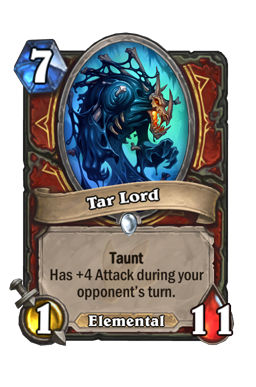 7
Tar Lord
Taunt
Has +4 Attack during your
opponent's turn.
1
Elemental
11